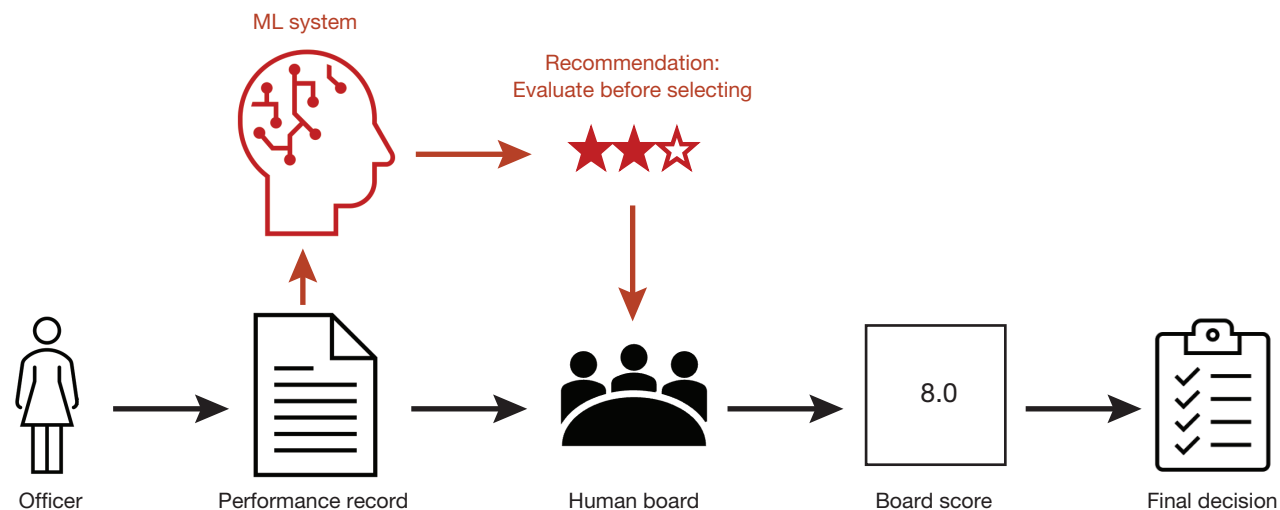 ML system
Recommendation:
Evaluate before selecting
8.0
Officer
Performance record
Human board
Board score
Final decision